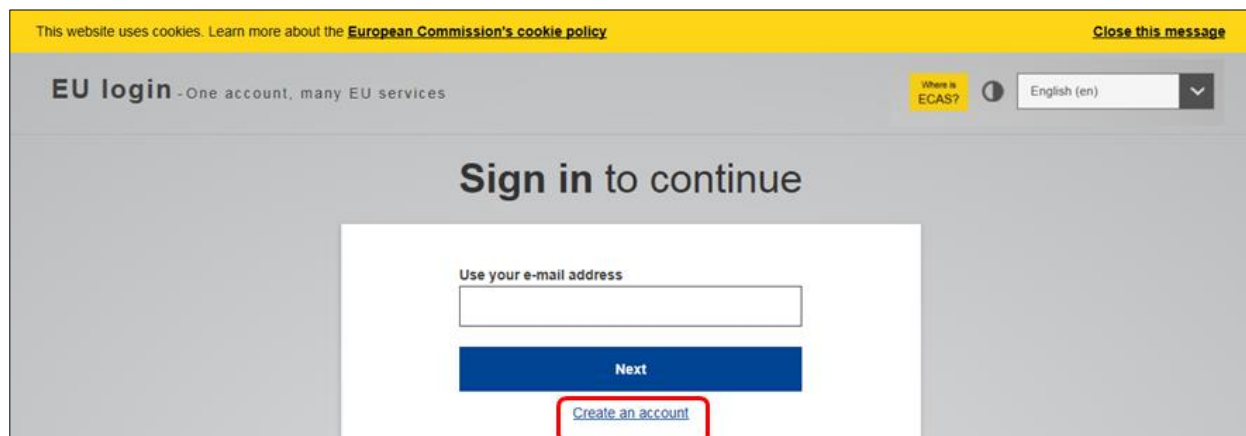 This website uses cookies. Learn more about the European Commission's cookie policy
Close this message
EU login - One account, many EU services
Where is
ECAS?
English (en)
Sign in to continue
Use your e-mail address
Next
Create an account